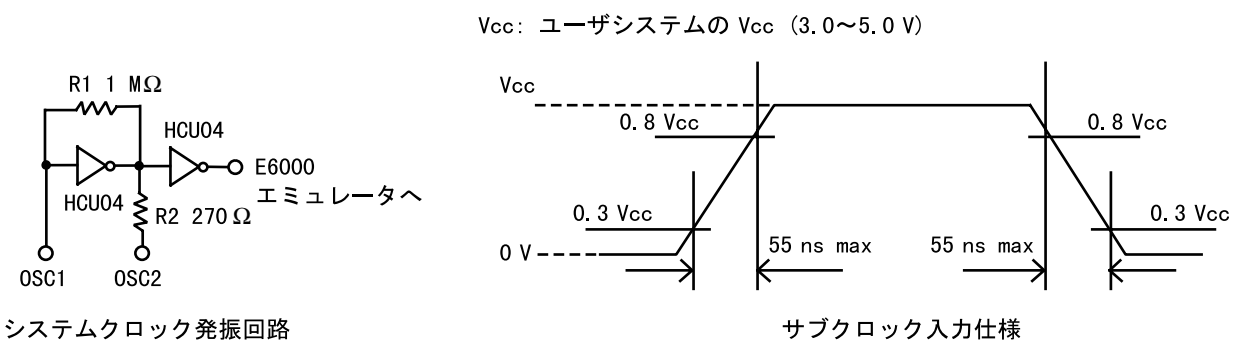 Vcc: ユーザシステムの Vcc (3.0～5.0 V)
R1 1 MΩ
HCU04
HCU04
E6000
エミュレータへ
R2 270 Ω
OSC1
OSC2
システムクロック発振回路
Vcc
0.8 Vcc
0.8 Vcc
0.3 Vcc
0.3 Vcc
0 V
55 ns max
55 ns max
サブクロック入力仕様